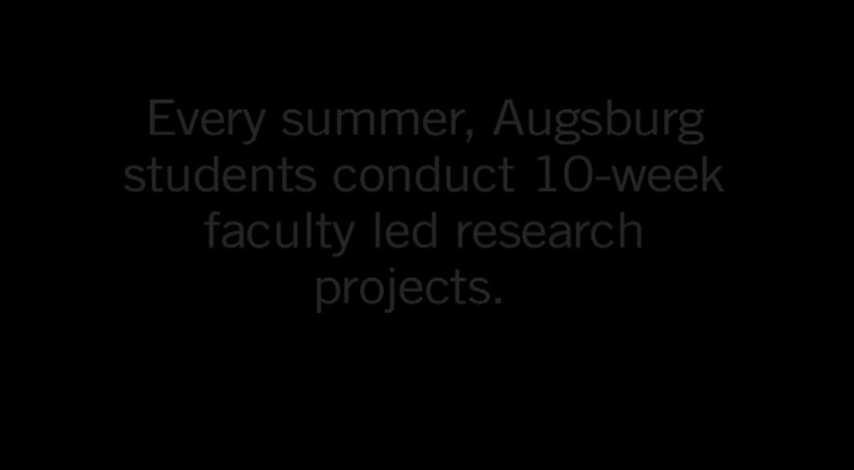 Every summer, Augsburg
students conduct 10-week
faculty led research
projects.